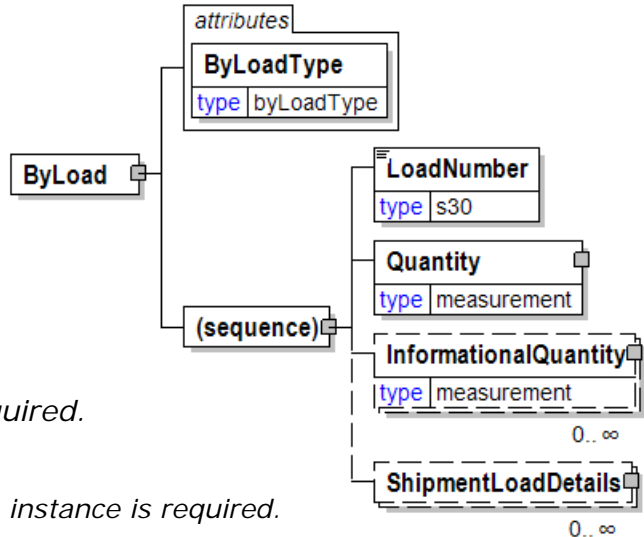 attributes
ByLoadType
type byLoadType
ByLoad
LoadNumber
type s30
Quantity
type measurement
(sequence)
InformationalQuantity
type measurement
0.. ∞
ShipmentLoadDetails
0.. ∞
instance is required.